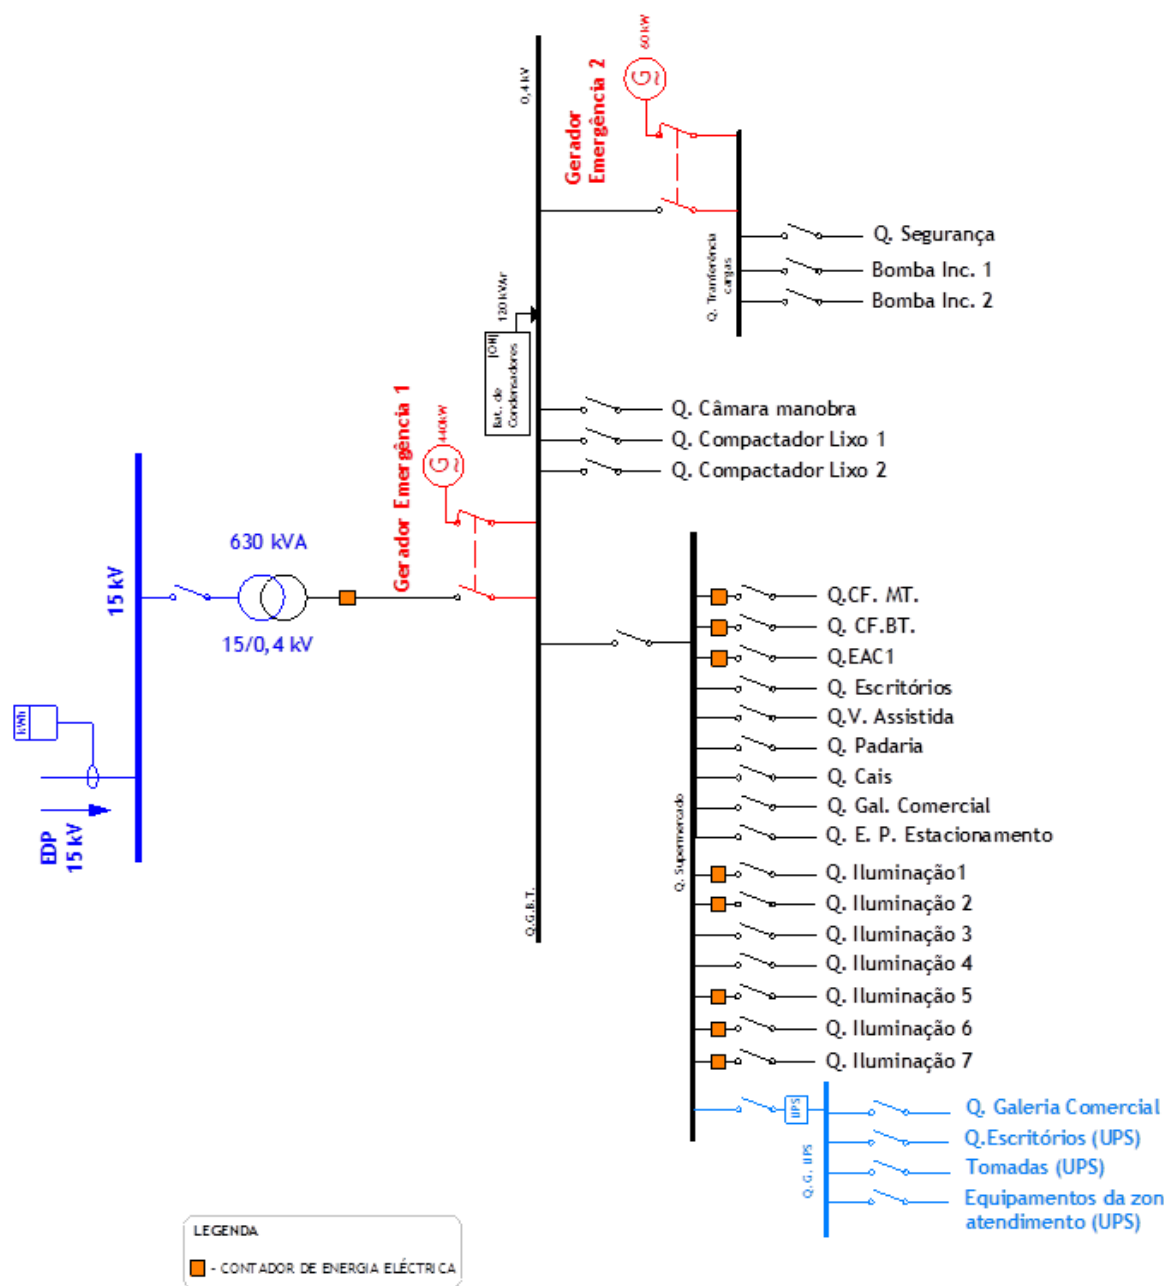 0,4 kV
Gerador
Emergência 2
60 kW
G
Q. Tranferência
cargas
Q. Segurança
Bomba Inc. 1
Bomba Inc. 2
120 kVAr
Bat. de
Condensadores
Q. Câmara manobra
Q. Compactador Lixo 1
Q. Compactador Lixo 2
Gerador Emergência 1
440kW
G
15 kV
630 kVA
15/0,4 kV
kWh
EDP
15 kV
Q.G.B.T.
Q. Supermercado
Q.CF. MT.
Q. CF.BT.
Q.EAC1
Q. Escritórios
Q.V. Assistida
Q. Padaria
Q. Cais
Q. Gal. Comercial
Q. E. P. Estacionamento
Q. Iluminação1
Q. Iluminação 2
Q. Iluminação 3
Q. Iluminação 4
Q. Iluminação 5
Q. Iluminação 6
Q. Iluminação 7
UPS
Q.G. UPS
Q. Galeria Comercial
Q.Escritórios (UPS)
Tomadas (UPS)
Equipamentos da zon
atendimento (UPS)
LEGENDA
- CONTADOR DE ENERGIA ELÉCTRICA